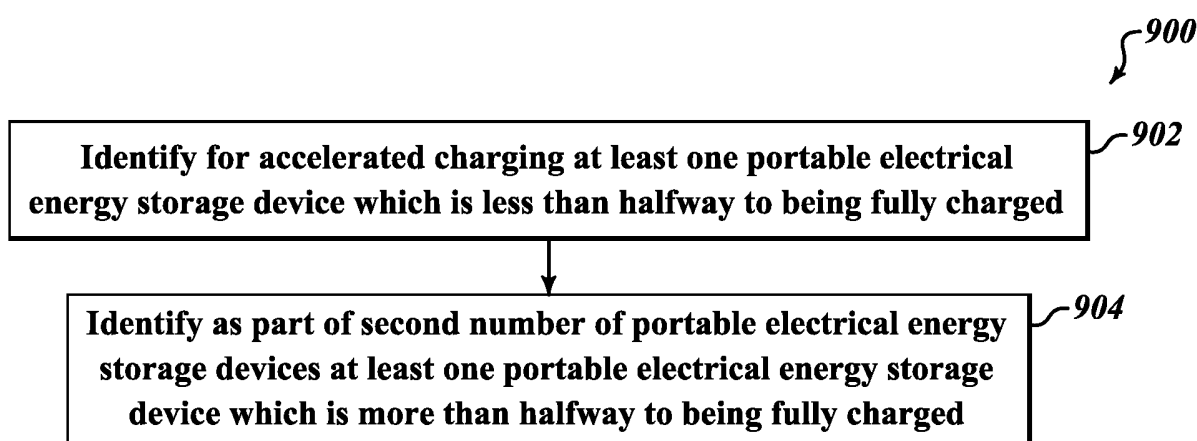 900
902
Identify for accelerated charging at least one portable electrical
energy storage device which is less than halfway to being fully charged
904
Identify as part of second number of portable electrical energy
storage devices at least one portable electrical energy storage
device which is more than halfway to being fully charged